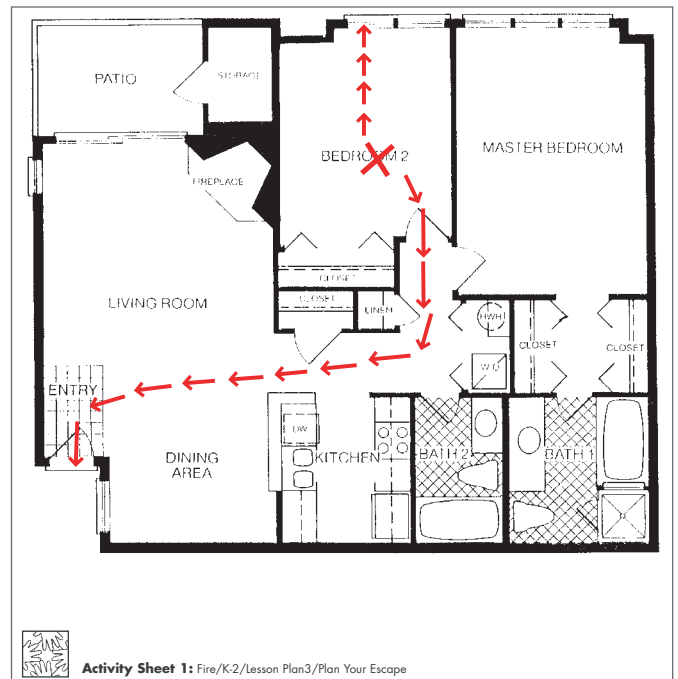 PATIO
STORAGE
BEDROOM 2
MASTER BEDROOM
FIREPLACE
LIVING ROOM
CLOSET
CLOSET
LINEN
HWH
CLOSET
CLOSET
W/D
ENTRY
DW
DINING
AREA
KITCHEN
BATH 2
BATH 1
Activity Sheet 1: Fire/K-2/Lesson Plan3/Plan Your Escape